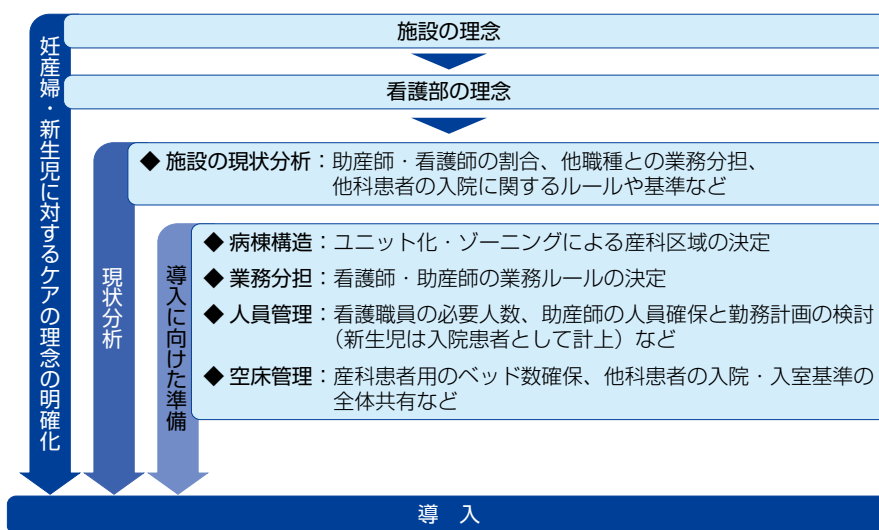 施設の理念
看護部の理念
妊産婦・新生児に対するケアの理念の明確化
現状分析
◆ 施設の現状分析：助産師・看護師の割合、他職種との業務分担、
他科患者の入院に関するルールや基準など
導入に向けた準備
◆ 病棟構造：ユニット化・ゾーニングによる産科区域の決定
◆ 業務分担：看護師・助産師の業務ルールの決定
◆ 人員管理：看護職員の必要人数、助産師の人員確保と勤務計画の検討
（新生児は入院患者として計上）など
◆ 空床管理：産科患者用のベッド数確保、他科患者の入院・入室基準の
全体共有など
導 入